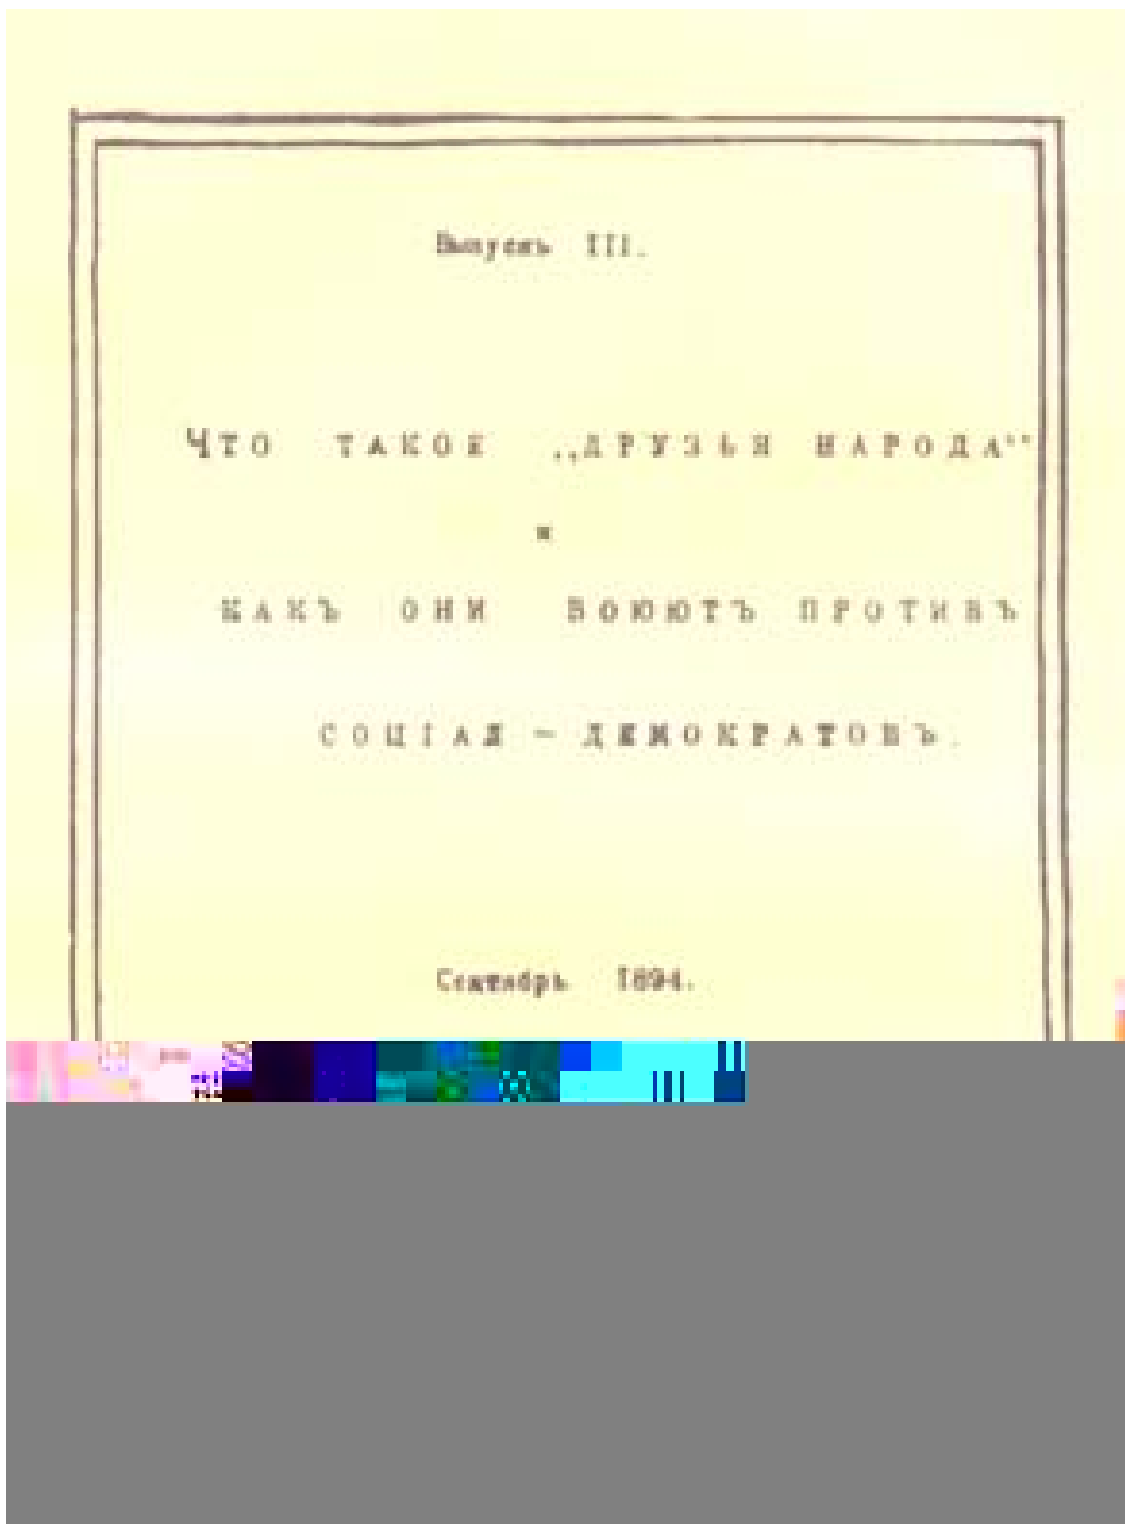 Выпускъ III.
ЧТО ТАКОЕ „ДРУЗЬЯ НАРОДА“
и
КАКЪ ОНИ ВОЮЮТЪ ПРОТИВЪ
СОЦІАЛ - ДЕМОКРАТОВЪ.
Сентябрь 1894.